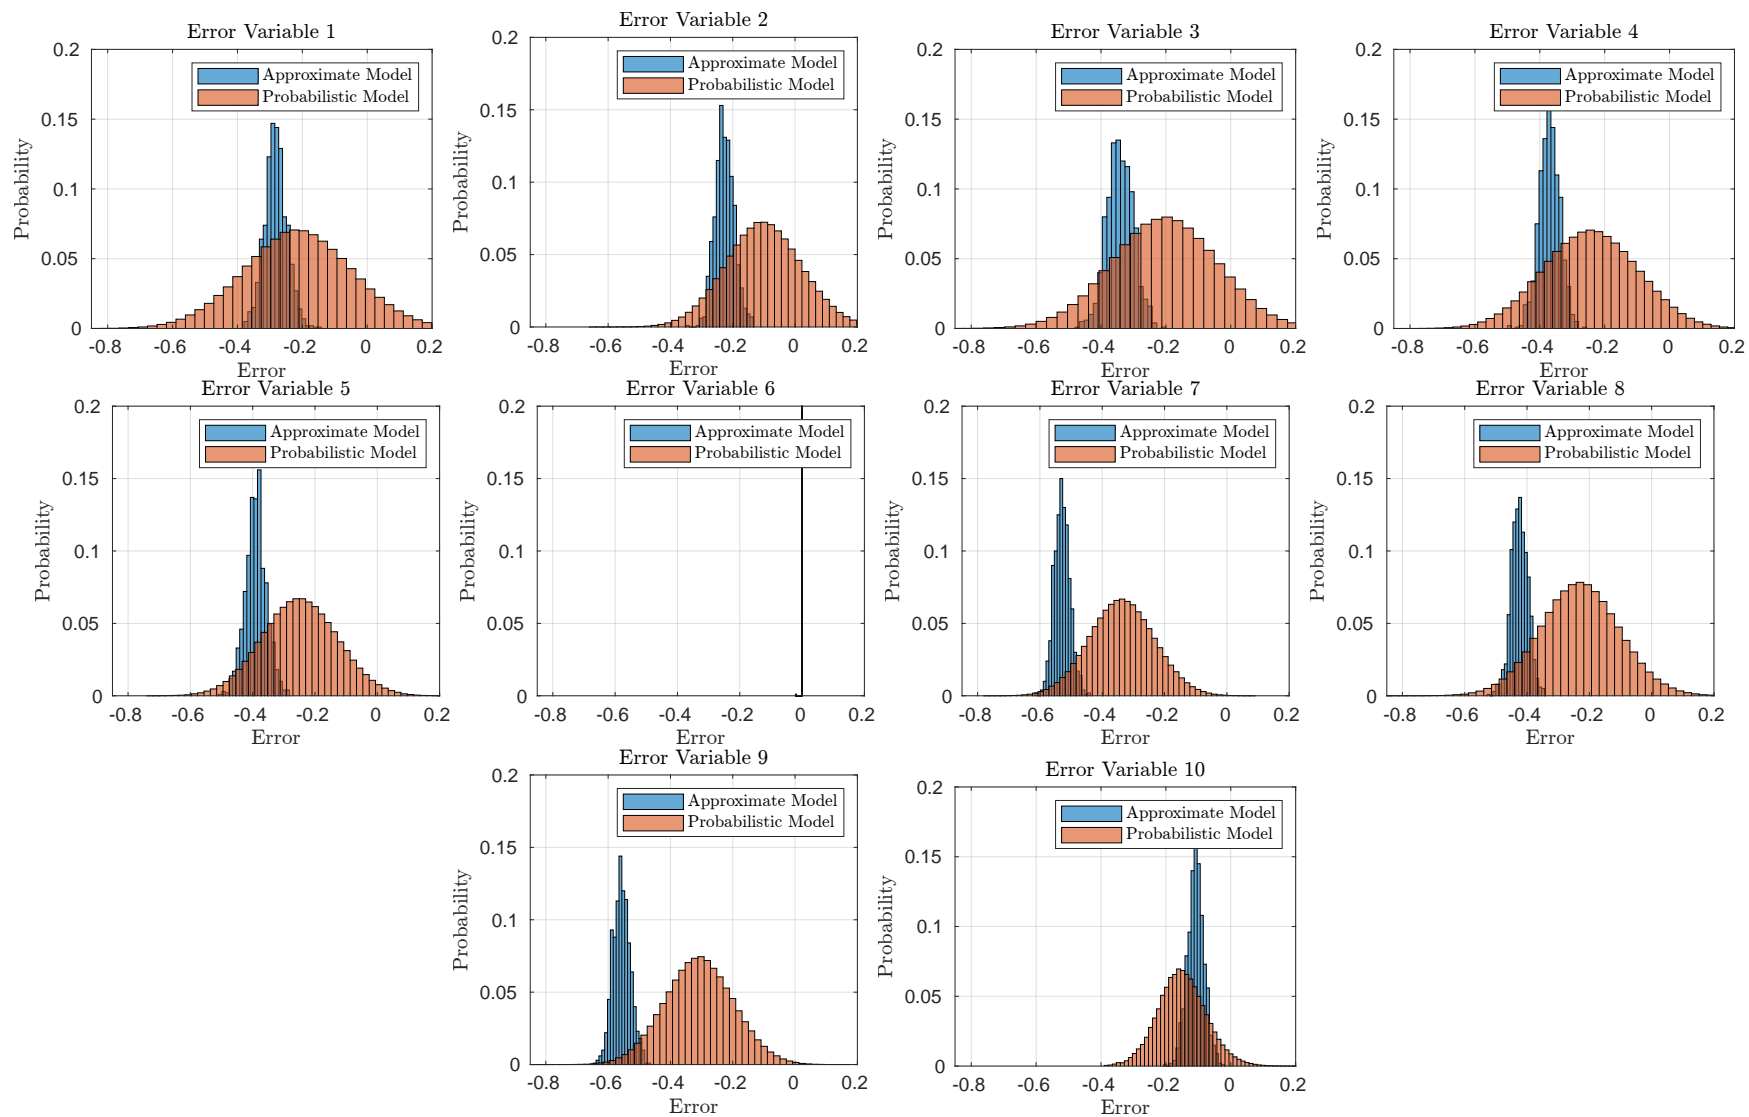 Error Variable 1
Approximate Model
Probabilistic Model
Probability
0.2
0.15
0.1
0.05
0
-0.8
-0.6
-0.4
-0.2
0
0.2
Error
Error Variable 2
Approximate Model
Probabilistic Model
Probability
0.2
0.15
0.1
0.05
0
-0.8
-0.6
-0.4
-0.2
0
0.2
Error
Error Variable 3
Approximate Model
Probabilistic Model
Probability
0.2
0.15
0.1
0.05
0
-0.8
-0.6
-0.4
-0.2
0
0.2
Error
Error Variable 4
Approximate Model
Probabilistic Model
Probability
0.2
0.15
0.1
0.05
0
-0.8
-0.6
-0.4
-0.2
0
0.2
Error
Error Variable 5
Approximate Model
Probabilistic Model
Probability
0.2
0.15
0.1
0.05
0
-0.8
-0.6
-0.4
-0.2
0
0.2
Error
Error Variable 6
Approximate Model
Probabilistic Model
Probability
0.2
0.15
0.1
0.05
0
-0.8
-0.6
-0.4
-0.2
0
0.2
Error
Error Variable 7
Approximate Model
Probabilistic Model
Probability
0.2
0.15
0.1
0.05
0
-0.8
-0.6
-0.4
-0.2
0
0.2
Error
Error Variable 8
Approximate Model
Probabilistic Model
Probability
0.2
0.15
0.1
0.05
0
-0.8
-0.6
-0.4
-0.2
0
0.2
Error
Error Variable 9
Approximate Model
Probabilistic Model
Probability
0.2
0.15
0.1
0.05
0
-0.8
-0.6
-0.4
-0.2
0
0.2
Error
Error Variable 10
Approximate Model
Probabilistic Model
Probability
0.2
0.15
0.1
0.05
0
-0.8
-0.6
-0.4
-0.2
0
0.2
Error